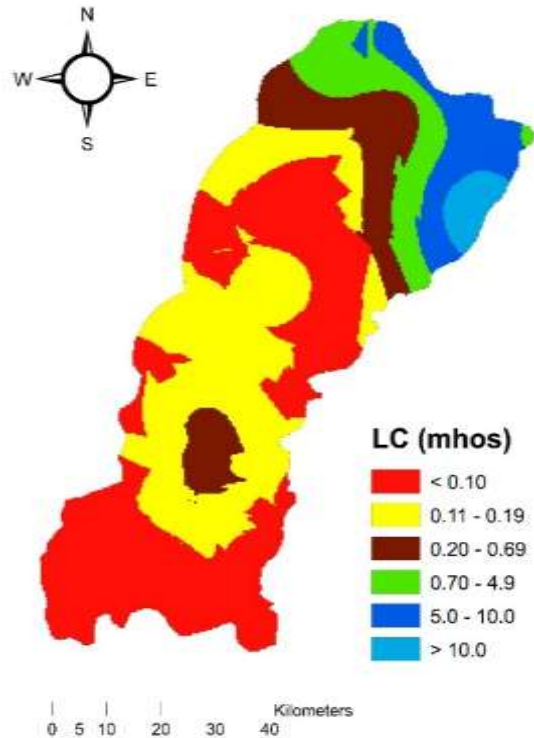 N
W E
S
LC (mhos)
< 0.10
0.11 - 0.19
0.20 - 0.69
0.70 - 4.9
5.0 - 10.0
> 10.0
Kilometers
0 5 10 20 30 40